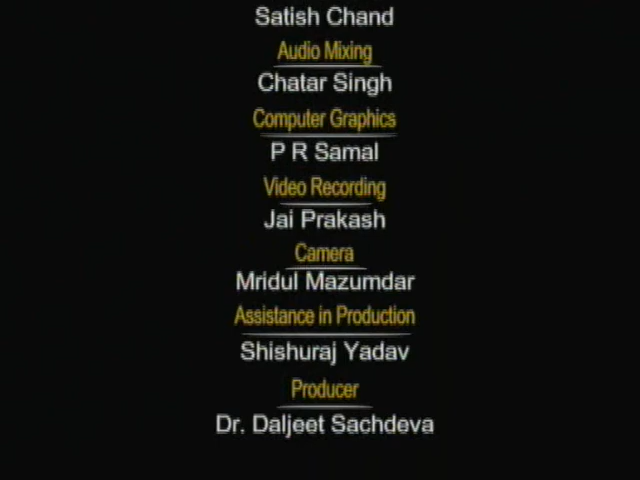 Satish Chand
Audio Mixing
Chatar Singh
Computer Graphics
P R Samal
Video Recording
Jai Prakash
Camera
Mridul Mazumdar
Assistance in Production
Shishuraj Yadav
Producer
Dr. Daljeet Sachdeva